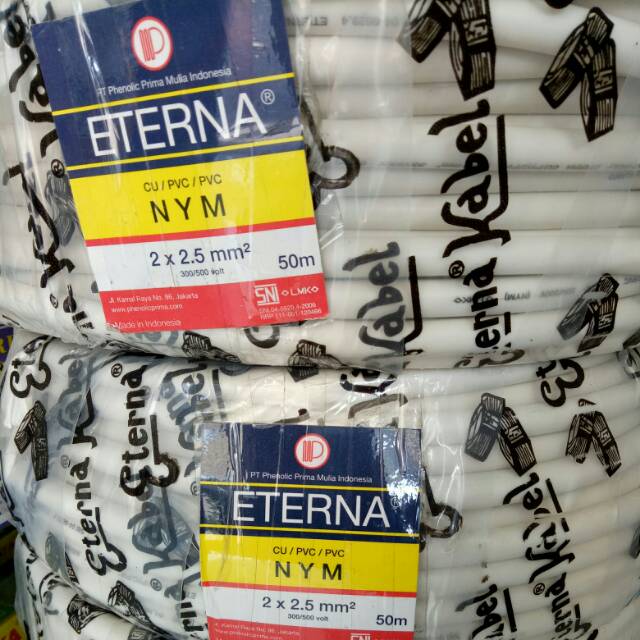 PT Phenolic Prima Mulia Indonesia
ETERNA®
CU / PVC / PVC
NYM
2 x 2.5 mm²
300/500 volt
50m
Jl. Kamal Raya No. 86, Jakarta
www.phenolicprima.com
Made in Indonesia
SNI
LMK
Eterna® Kabel
Kabel
Eterna® Kabel
Eterna Kabel
PT Phenolic Prima Mulia Indonesia
ETERNA
CU / PVC / PVC
NYM
2 x 2.5 mm²
300/500 volt
50m
SNI